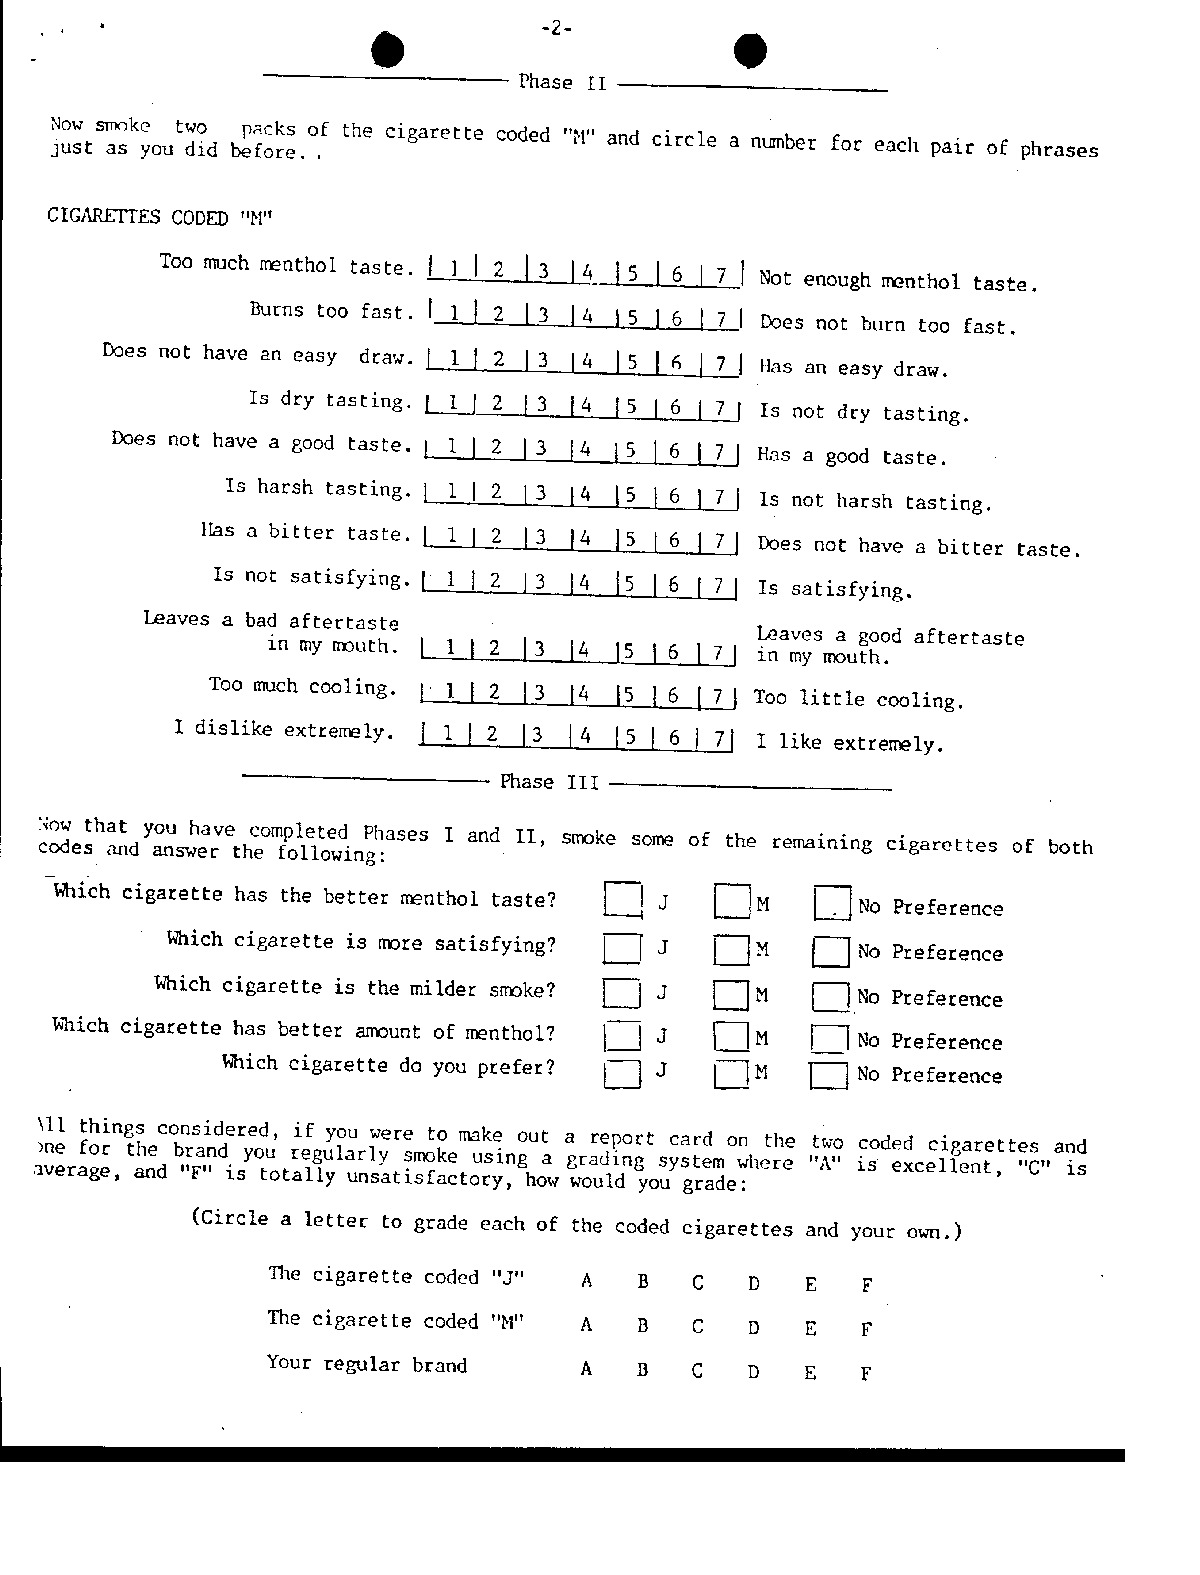 -2-
Phase II
Now smoke two packs of the cigarette coded "M" and circle a number for each pair of phrases
just as you did before.
CIGARETTES CODED "M"
Too much menthol taste. | 1 | 2 | 3 | 4 | 5 | 6 | 7 | Not enough menthol taste.
Burns too fast. | 1 | 2 | 3 | 4 | 5 | 6 | 7 | Does not burn too fast.
Does not have an easy draw. | 1 | 2 | 3 | 4 | 5 | 6 | 7 | Has an easy draw.
Is dry tasting. | 1 | 2 | 3 | 4 | 5 | 6 | 7 | Is not dry tasting.
Does not have a good taste. | 1 | 2 | 3 | 4 | 5 | 6 | 7 | Has a good taste.
Is harsh tasting. | 1 | 2 | 3 | 4 | 5 | 6 | 7 | Is not harsh tasting.
Has a bitter taste. | 1 | 2 | 3 | 4 | 5 | 6 | 7 | Does not have a bitter taste.
Is not satisfying. | 1 | 2 | 3 | 4 | 5 | 6 | 7 | Is satisfying.
Leaves a bad aftertaste Leaves a good aftertaste
in my mouth. | 1 | 2 | 3 | 4 | 5 | 6 | 7 | in my mouth.
Too much cooling. | 1 | 2 | 3 | 4 | 5 | 6 | 7 | Too little cooling.
I dislike extremely. | 1 | 2 | 3 | 4 | 5 | 6 | 7 | I like extremely.
Phase III
Now that you have completed Phases I and II, smoke some of the remaining cigarettes of both
codes and answer the following:
Which cigarette has the better menthol taste? J M No Preference
Which cigarette is more satisfying? J M No Preference
Which cigarette is the milder smoke? J M No Preference
Which cigarette has better amount of menthol? J M No Preference
Which cigarette do you prefer? J M No Preference
All things considered, if you were to make out a report card on the two coded cigarettes and
one for the brand you regularly smoke using a grading system where "A" is excellent, "C" is
average, and "F" is totally unsatisfactory, how would you grade:
(Circle a letter to grade each of the coded cigarettes and your own.)
The cigarette coded "J" A B C D E F
The cigarette coded "M" A B C D E F
Your regular brand A B C D E F